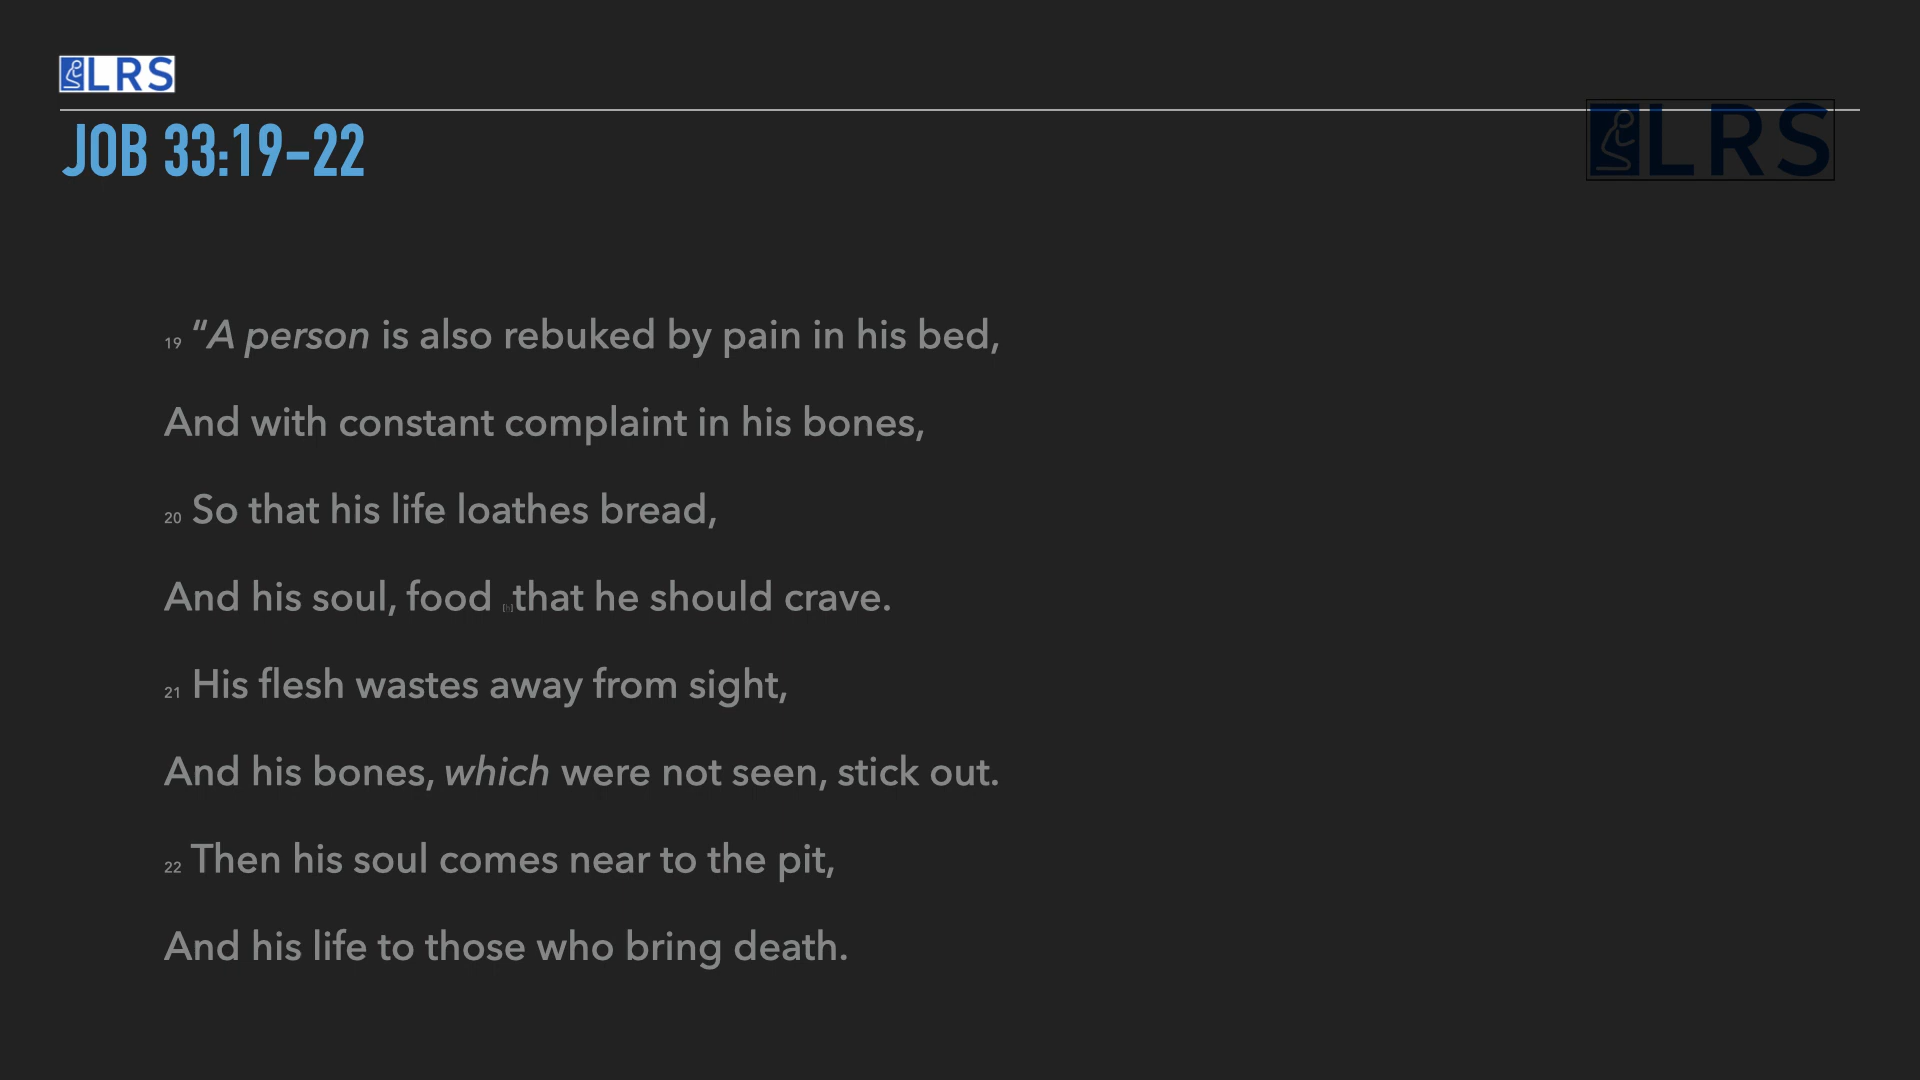 LRS
JOB 33:19-22
LRS
19 “A person is also rebuked by pain in his bed,
And with constant complaint in his bones,
20 So that his life loathes bread,
And his soul, food that he should crave.
21 His flesh wastes away from sight,
And his bones, which were not seen, stick out.
22 Then his soul comes near to the pit,
And his life to those who bring death.